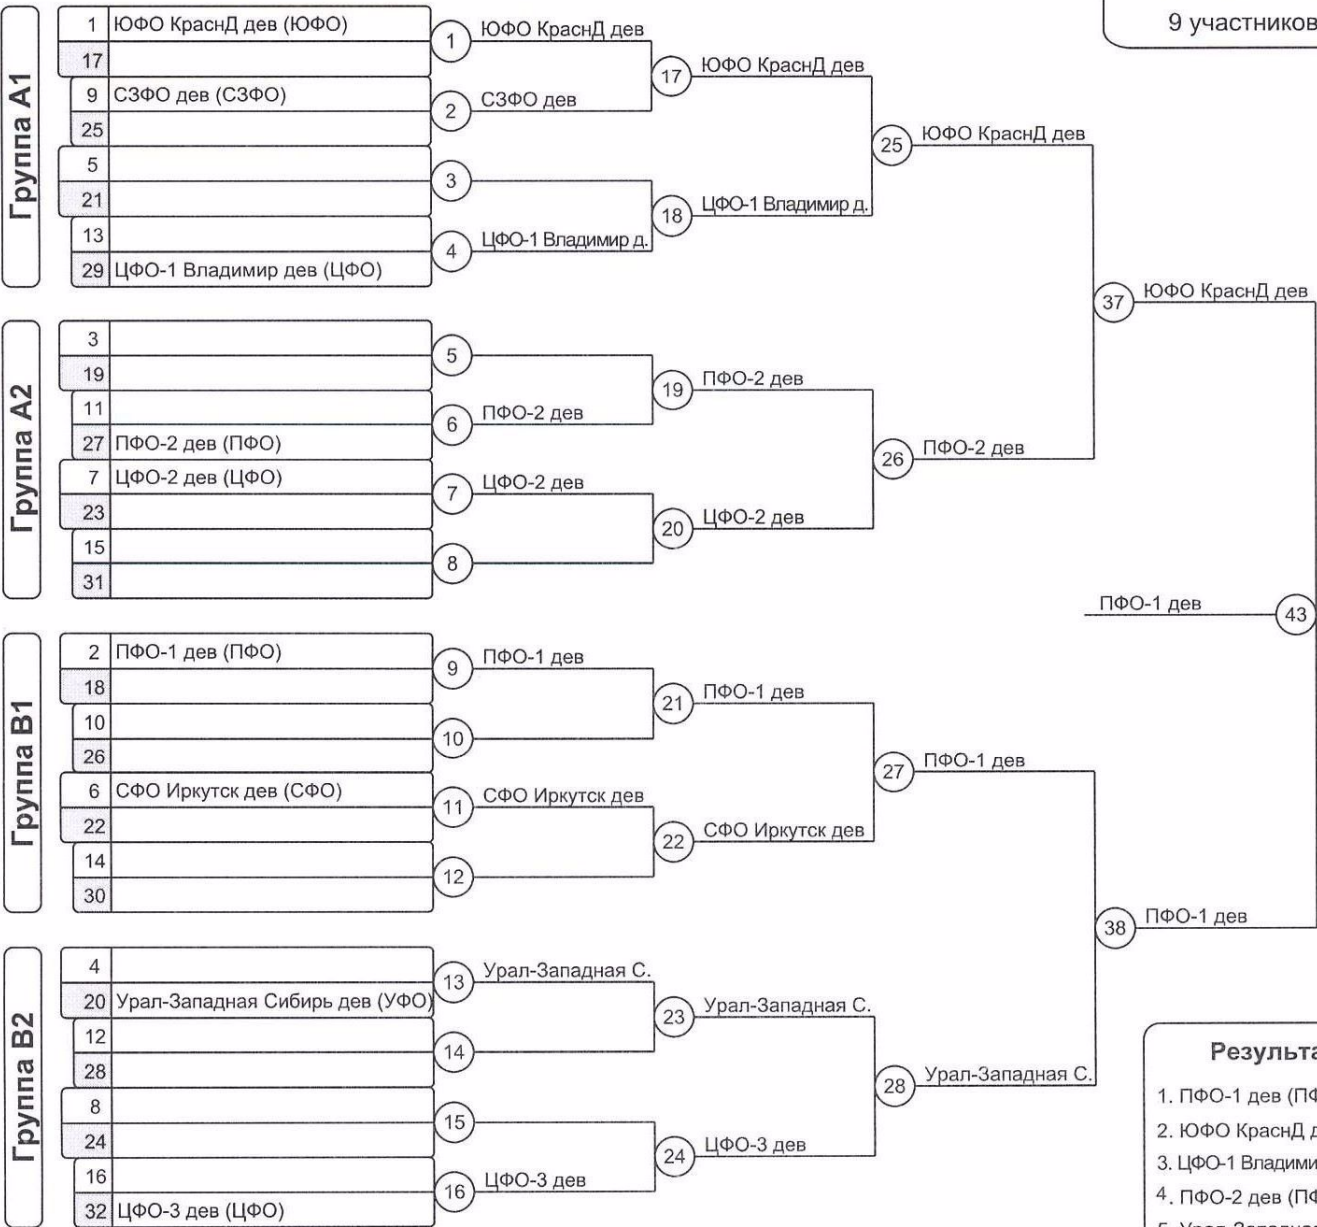 9 участников
Группа А1
1 ЮФО КраснД дев (ЮФО)
17
9 СЗФО дев (СЗФО)
25
5
21
13
29 ЦФО-1 Владимир дев (ЦФО)
1 ЮФО КраснД дев
2 СЗФО дев
3
4 ЦФО-1 Владимир д.
17 ЮФО КраснД дев
18 ЦФО-1 Владимир д.
25 ЮФО КраснД дев
Группа А2
3
19
11
27 ПФО-2 дев (ПФО)
7 ЦФО-2 дев (ЦФО)
23
15
31
5
6 ПФО-2 дев
7 ЦФО-2 дев
8
19 ПФО-2 дев
20 ЦФО-2 дев
26 ПФО-2 дев
37 ЮФО КраснД дев
Группа В1
2 ПФО-1 дев (ПФО)
18
10
26
6 СФО Иркутск дев (СФО)
22
14
30
9 ПФО-1 дев
10
11 СФО Иркутск дев
12
21 ПФО-1 дев
22 СФО Иркутск дев
27 ПФО-1 дев
Группа В2
4
20 Урал-Западная Сибирь дев (УФО)
12
28
8
24
16
32 ЦФО-3 дев (ЦФО)
13 Урал-Западная С.
14
15
16 ЦФО-3 дев
23 Урал-Западная С.
24 ЦФО-3 дев
28 Урал-Западная С.
38 ПФО-1 дев
ПФО-1 дев 43
Результа
1. ПФО-1 дев (ПФ
2. ЮФО КраснД д
3. ЦФО-1 Владими
4. ПФО-2 дев (ПФ